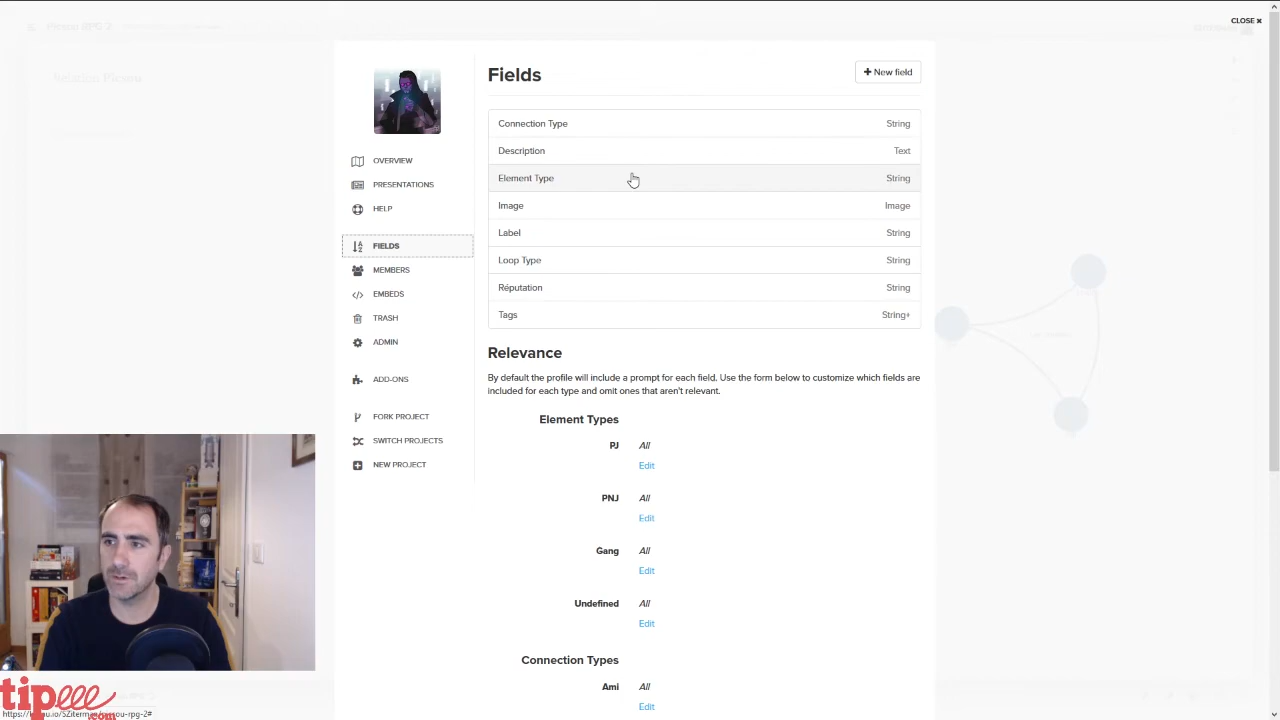 CLOSE ✖
Fields
+ New field
Connection Type String
Description Text
Element Type String
Image Image
Label String
Loop Type String
Réputation String
Tags String+
OVERVIEW
PRESENTATIONS
HELP
FIELDS
MEMBERS
EMBEDS
TRASH
ADMIN
ADD-ONS
FORK PROJECT
SWITCH PROJECTS
NEW PROJECT
Relevance
By default the profile will include a prompt for each field. Use the form below to customize which fields are
included for each type and omit ones that aren't relevant.
Element Types
PJ All
Edit
PNJ All
Edit
Gang All
Edit
Undefined All
Edit
Connection Types
Ami All
Edit
tipeee
.com